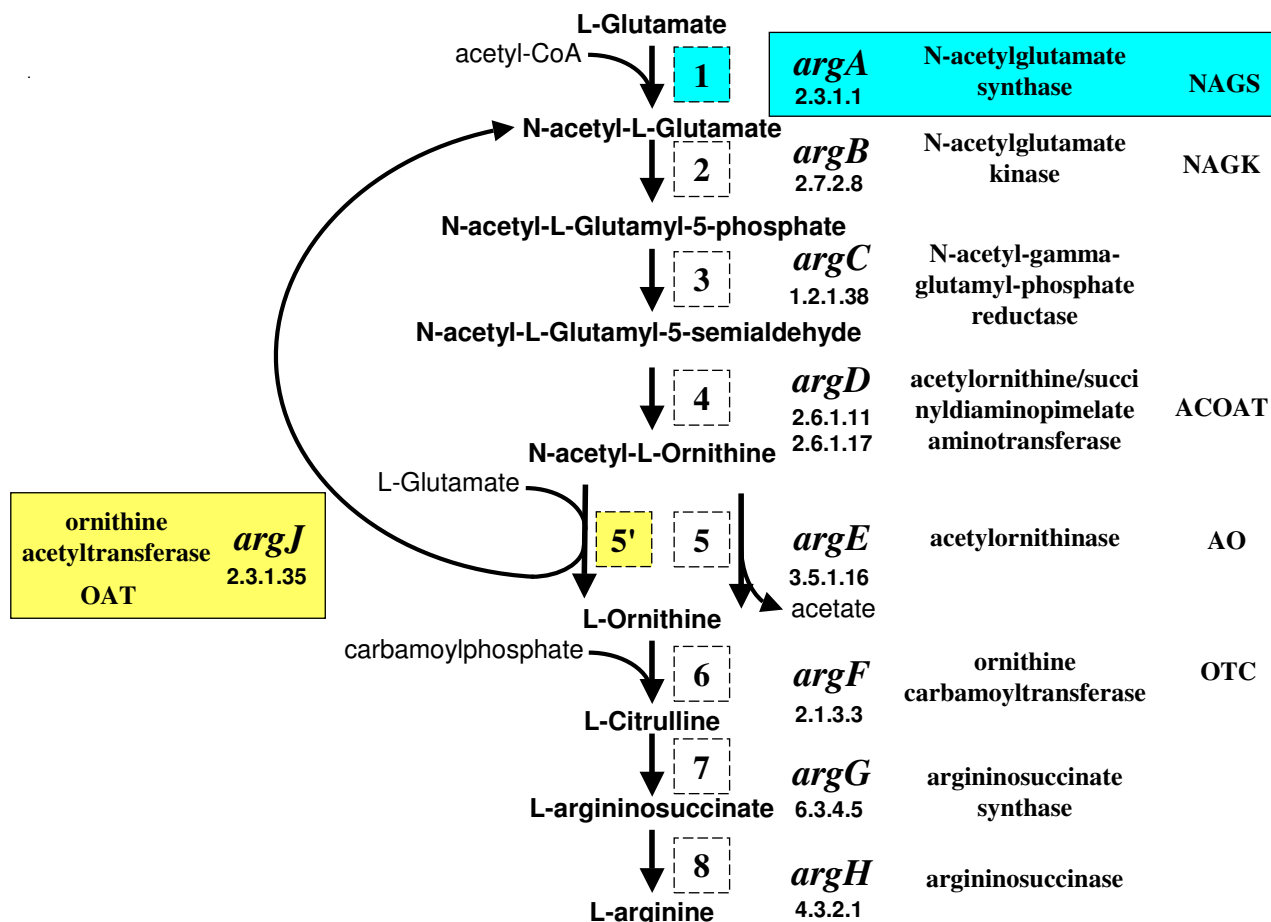 L-Glutamate
acetyl-CoA
1
argA
2.3.1.1
N-acetylglutamate
synthase
NAGS
N-acetyl-L-Glutamate
2
argB
2.7.2.8
N-acetylglutamate
kinase
NAGK
N-acetyl-L-Glutamyl-5-phosphate
3
argC
1.2.1.38
N-acetyl-gamma-
glutamyl-phosphate
reductase
N-acetyl-L-Glutamyl-5-semialdehyde
4
argD
2.6.1.11
2.6.1.17
acetylornithine/succi
nyldiaminopimelate
aminotransferase
ACOAT
N-acetyl-L-Ornithine
L-Glutamate
ornithine
acetyltransferase
OAT
argJ
2.3.1.35
5'
5
argE
3.5.1.16
acetylornithinase
AO
acetate
L-Ornithine
carbamoylphosphate
6
argF
2.1.3.3
ornithine
carbamoyltransferase
OTC
L-Citrulline
7
argG
6.3.4.5
argininosuccinate
synthase
L-argininosuccinate
8
argH
4.3.2.1
argininosuccinase
L-arginine